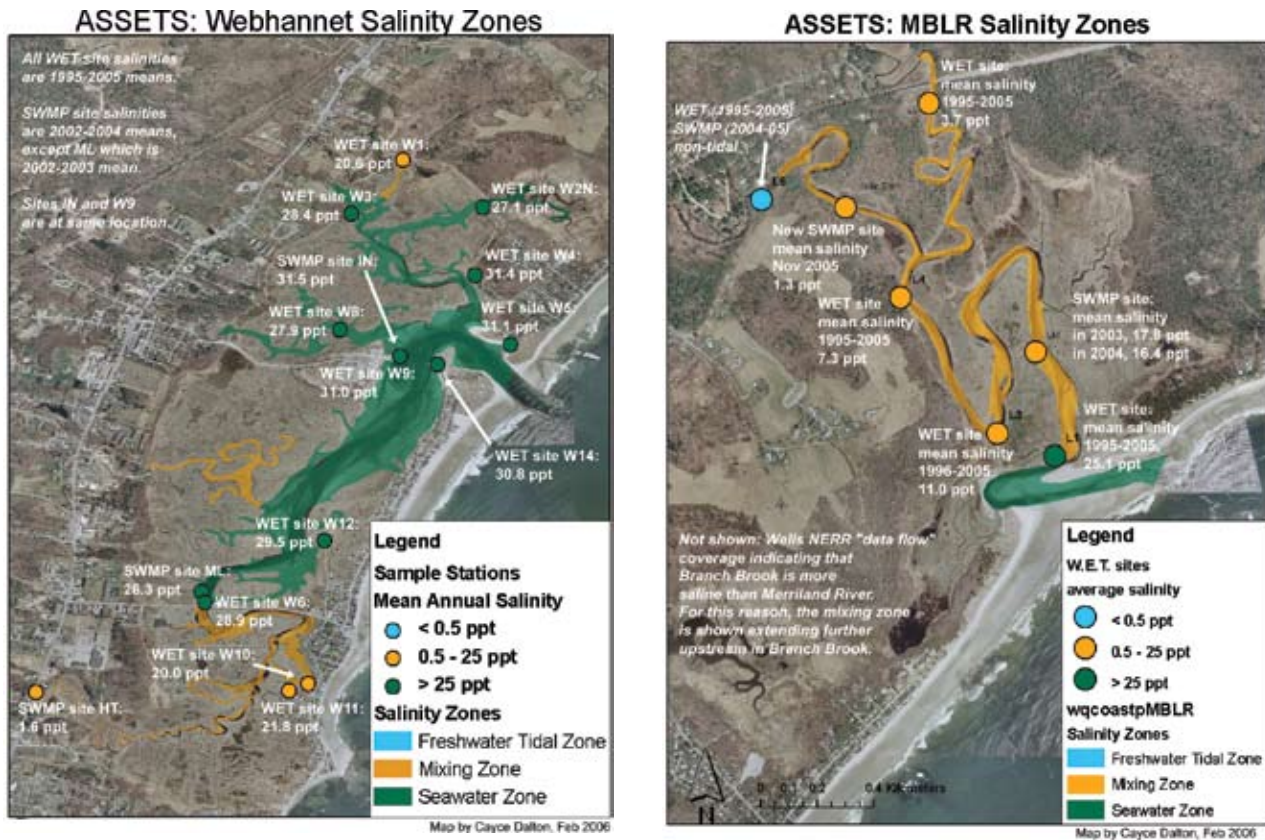 ASSETS: Webhannet Salinity Zones
All WET site salinities
are 1995-2005 means.
SWMP site salinities
are 2002-2004 means,
except ML which is
2002-2003 mean.
Sites IN and W9
are at same location.
WET site W1:
20.6 ppt
WET site W3:
28.4 ppt
WET site W2N:
27.1 ppt
SWMP site IN:
31.5 ppt
WET site W4:
31.4 ppt
WET site W8:
27.9 ppt
WET site W5:
31.1 ppt
WET site W9:
31.0 ppt
WET site W14:
30.8 ppt
WET site W12:
29.5 ppt
SWMP site ML:
28.3 ppt
WET site W6:
28.9 ppt
WET site W10:
20.0 ppt
SWMP site HT:
1.6 ppt
WET site W11:
21.8 ppt
Legend
Sample Stations
Mean Annual Salinity
< 0.5 ppt
0.5 - 25 ppt
> 25 ppt
Salinity Zones
Freshwater Tidal Zone
Mixing Zone
Seawater Zone
Map by Cayce Dalton, Feb 2006
ASSETS: MBLR Salinity Zones
WET site:
mean salinity
1995-2005
3.7 ppt
WET (1995-2005)
SWMP (2004-05)
non-tidal
New SWMP site
mean salinity
Nov 2005
1.3 ppt
WET site
mean salinity
1995-2005
7.3 ppt
SWMP site:
mean salinity
in 2003, 17.8 ppt
in 2004, 16.4 ppt
WET site
mean salinity
1996-2005
11.0 ppt
WET site:
mean salinity
1995-2005,
25.1 ppt
L1
Not shown: Wells NERR "data flow"
coverage indicating that
Branch Brook is more
saline than Merriland River.
For this reason, the mixing zone
is shown extending further
upstream in Branch Brook.
0 0.1 0.2 0.4 Kilometers
N
Legend
W.E.T. sites
average salinity
< 0.5 ppt
0.5 - 25 ppt
> 25 ppt
wqcoastpMBLR
Salinity Zones
Freshwater Tidal Zone
Mixing Zone
Seawater Zone
Map by Cayce Dalton, Feb 2006